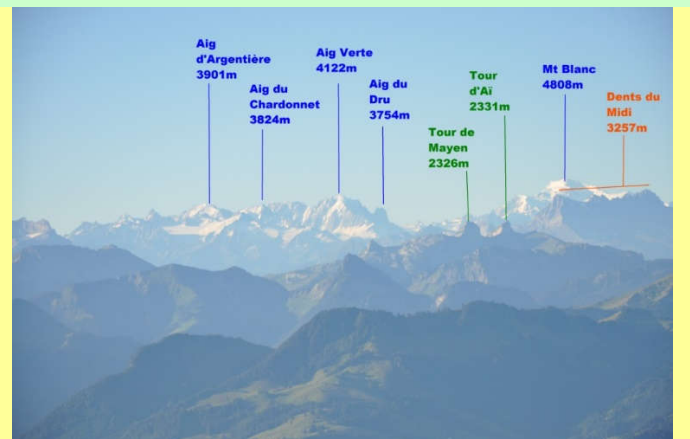 Aig
d'Argentière
3901m
Aig du
Chardonnet
3824m
Aig Verte
4122m
Aig du
Dru
3754m
Tour de
Mayen
2326m
Tour
d'Aï
2331m
Mt Blanc
4808m
Dents du
Midi
3257m